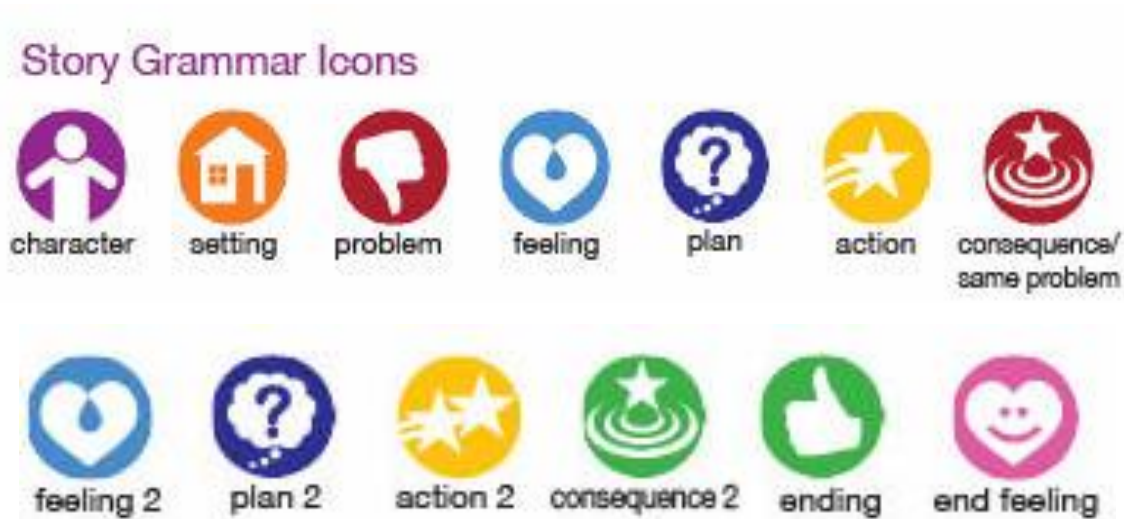 Story Grammar Icons
character setting problem feeling plan action consequence/
same problem
feeling 2 plan 2 action 2 consequence 2 ending end feeling